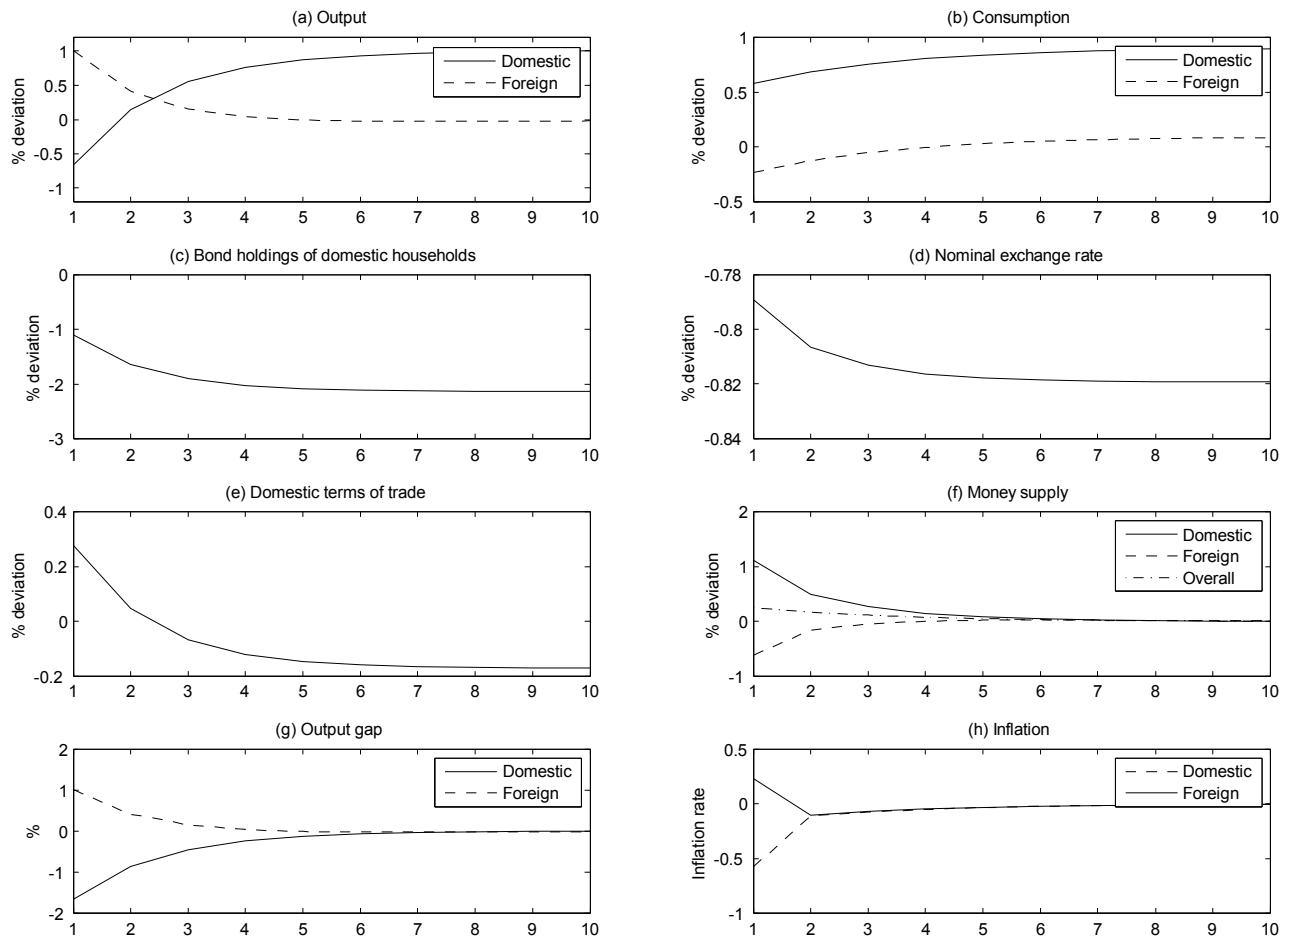 (a) Output
1
0.5
0
-0.5
-1
% deviation
Domestic
Foreign
1 2 3 4 5 6 7 8 9 10
(b) Consumption
1
0.5
0
-0.5
% deviation
Domestic
Foreign
1 2 3 4 5 6 7 8 9 10
(c) Bond holdings of domestic households
0
-1
-2
-3
% deviation
1 2 3 4 5 6 7 8 9 10
(d) Nominal exchange rate
-0.78
-0.8
-0.82
-0.84
% deviation
1 2 3 4 5 6 7 8 9 10
(e) Domestic terms of trade
0.4
0.2
0
-0.2
% deviation
1 2 3 4 5 6 7 8 9 10
(f) Money supply
2
1
0
-1
% deviation
Domestic
Foreign
Overall
1 2 3 4 5 6 7 8 9 10
(g) Output gap
2
1
0
-1
-2
%
Domestic
Foreign
1 2 3 4 5 6 7 8 9 10
(h) Inflation
0.5
0
-0.5
-1
Inflation rate
Domestic
Foreign
1 2 3 4 5 6 7 8 9 10